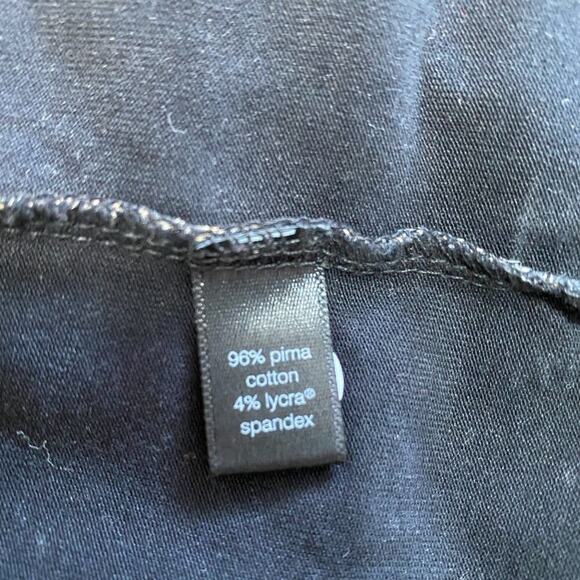 96% pima
cotton
4% lycra®
spandex